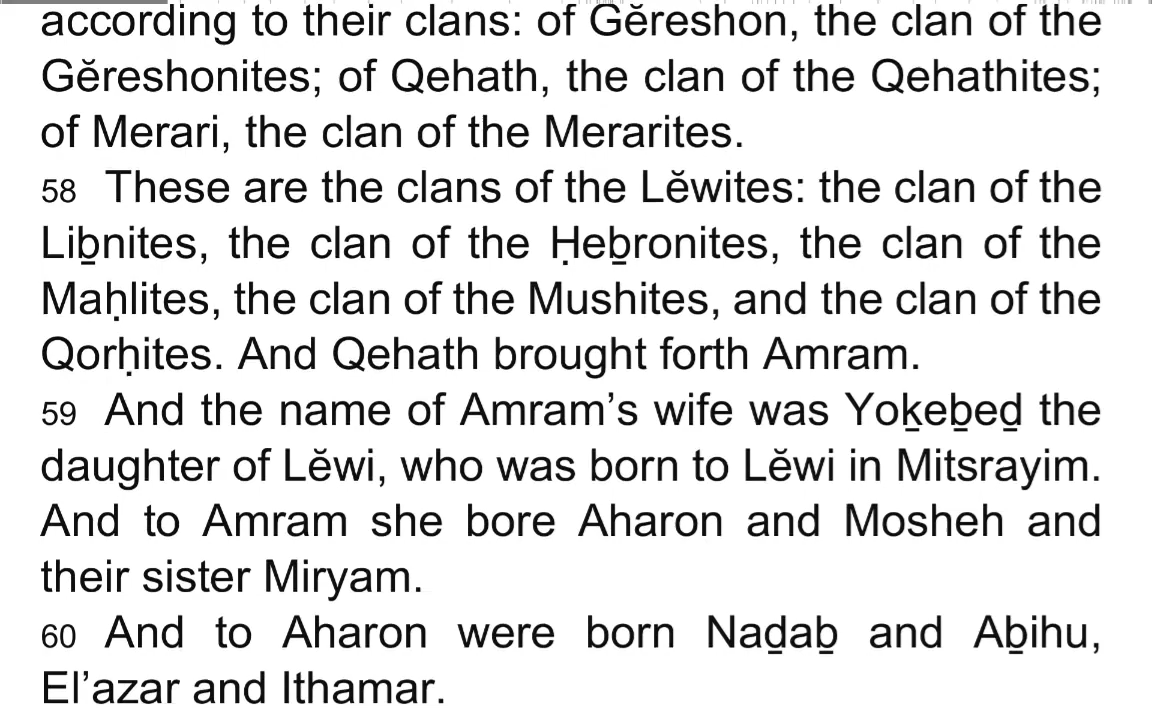 according to their clans: of Gĕreshon, the clan of the
Gĕreshonites; of Qehath, the clan of the Qehathites;
of Merari, the clan of the Merarites.
58 These are the clans of the Lĕwites: the clan of the
Liḇnites, the clan of the Ḥeḇronites, the clan of the
Maḥlites, the clan of the Mushites, and the clan of the
Qorḥites. And Qehath brought forth Amram.
59 And the name of Amram’s wife was Yoḵeḇeḏ the
daughter of Lĕwi, who was born to Lĕwi in Mitsrayim.
And to Amram she bore Aharon and Mosheh and
their sister Miryam.
60 And to Aharon were born Naḏaḇ and Aḇihu,
El’azar and Ithamar.